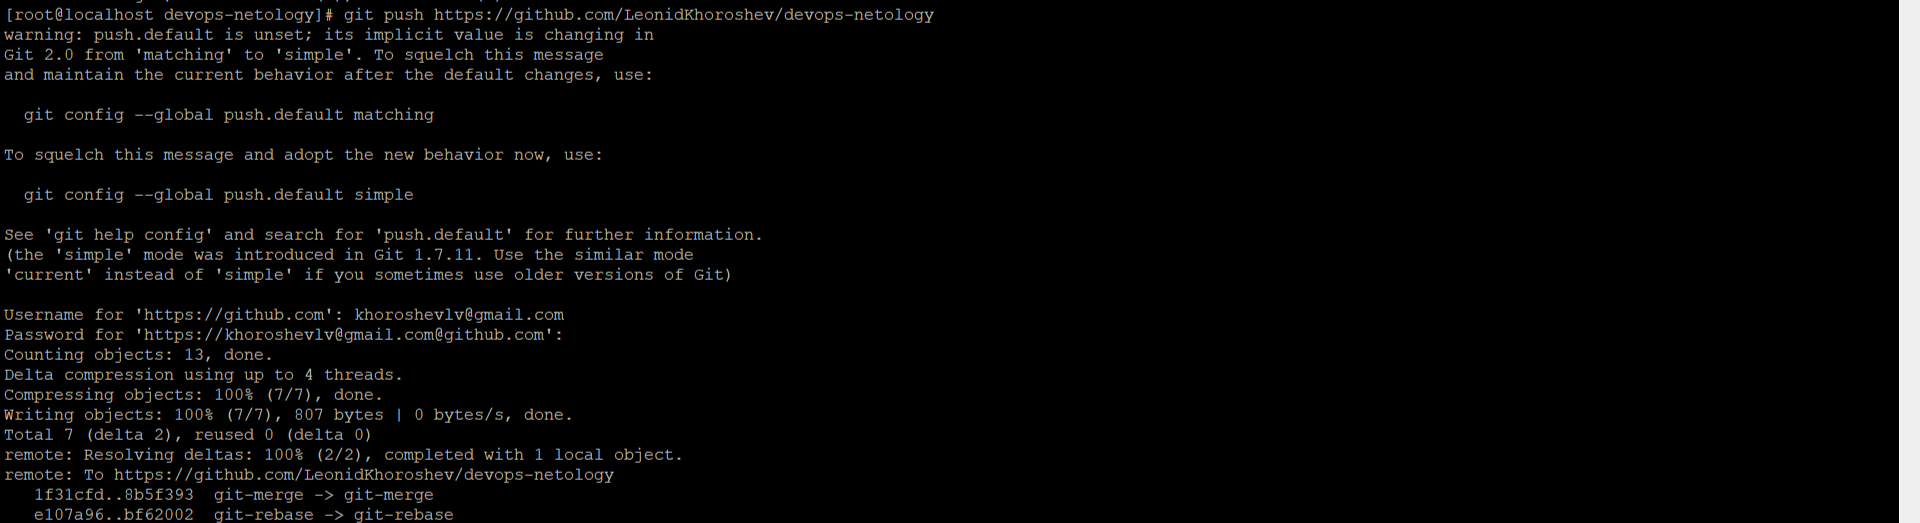 [root@localhost devops-netology]# git push https://github.com/LeonidKhoroshev/devops-netology
warning: push.default is unset; its implicit value is changing in
Git 2.0 from 'matching' to 'simple'. To squelch this message
and maintain the current behavior after the default changes, use:
git config --global push.default matching
To squelch this message and adopt the new behavior now, use:
git config --global push.default simple
See 'git help config' and search for 'push.default' for further information.
(the 'simple' mode was introduced in Git 1.7.11. Use the similar mode
'current' instead of 'simple' if you sometimes use older versions of Git)
Username for 'https://github.com': khoroshevlv@gmail.com
Password for 'https://khoroshevlv@gmail.com@github.com':
Counting objects: 13, done.
Delta compression using up to 4 threads.
Compressing objects: 100% (7/7), done.
Writing objects: 100% (7/7), 807 bytes | 0 bytes/s, done.
Total 7 (delta 2), reused 0 (delta 0)
remote: Resolving deltas: 100% (2/2), completed with 1 local object.
remote: To https://github.com/LeonidKhoroshev/devops-netology
1f31cfd..8b5f393  git-merge -> git-merge
e107a96..bf62002  git-rebase -> git-rebase